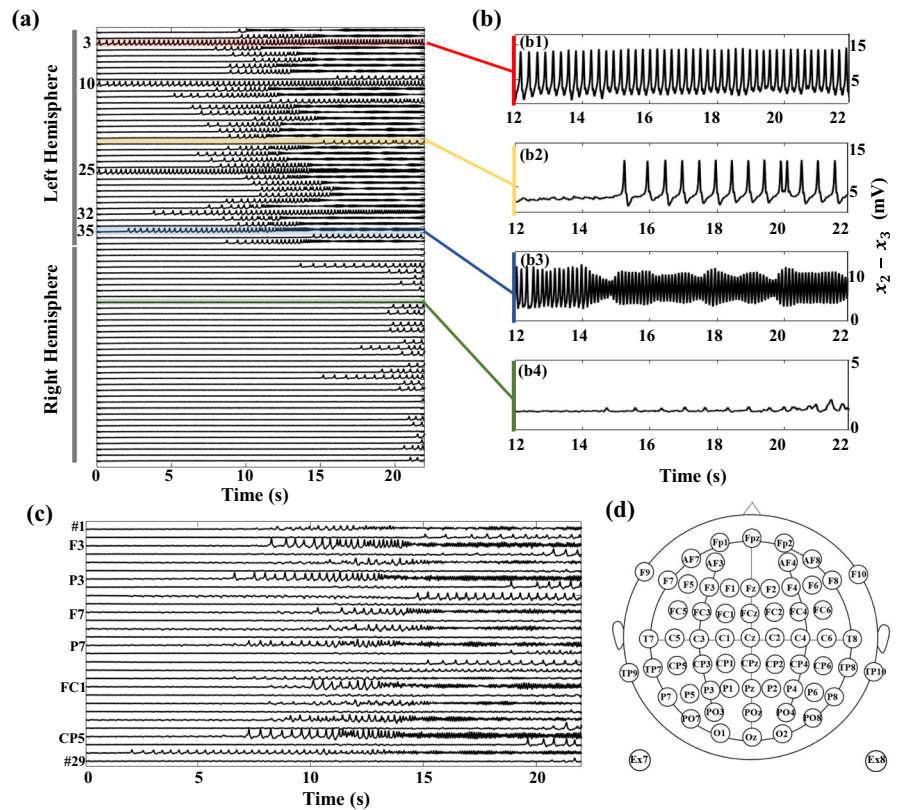 (a)
(b)
Left Hemisphere
Right Hemisphere
3
10
25
32
35
0 5 10 15 20
Time (s)
(b1)
15
5
12 14 16 18 20 22
(b2)
15
5
12 14 16 18 20 22
(b3)
10
0
12 14 16 18 20 22
(b4)
5
0
12 14 16 18 20 22
x2 − x3 (mV)
Time (s)
(c)
#1
F3
P3
F7
P7
FC1
CP5
#29
0 5 10 15 20
Time (s)
(d)
Fp1 Fpz Fp2
AF7 AF3 AF4 AF8
F9 F7 F5 F3 F1 Fz F2 F4 F6 F8 F10
FC5 FC3 FC1 FCz FC2 FC4 FC6
T7 C5 C3 C1 Cz C2 C4 C6 T8
TP9 TP7 CP5 CP3 CP1 CPz CP2 CP4 CP6 TP8 TP10
P7 P5 P3 P1 Pz P2 P4 P6 P8
PO7 PO3 POz PO4 PO8
O1 Oz O2
Ex7 Ex8